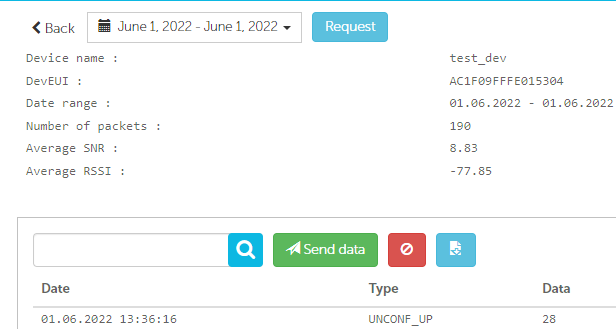 Back June 1, 2022 - June 1, 2022 Request
Device name : test_dev
DevEUI : AC1F09FFFE015304
Date range : 01.06.2022 - 01.06.2022
Number of packets : 190
Average SNR : 8.83
Average RSSI : -77.85
Send data
Date Type Data
01.06.2022 13:36:16 UNCONF_UP 28